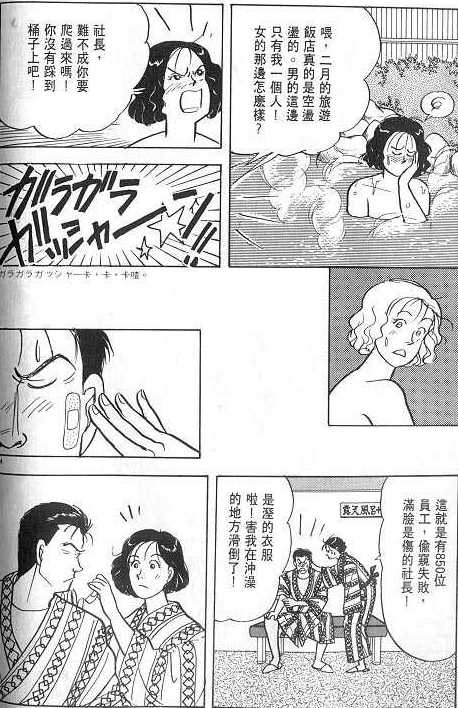 喂，二月的旅遊
飯店真的是空盪
盪的。男的這邊
只有我一個人！
女的那邊怎麼樣？
社長，
難不成你要
爬過來嗎！
你沒有踩到
桶子上吧！
ガラガラ
ガッシャーン!!
ガラガラガッシャー卡，卡，卡喳。
這就是有850位
員工，偷窺失敗，
滿臉是傷的社長！
露天風呂
是溼的衣服
啦！害我在沖澡
的地方滑倒了！